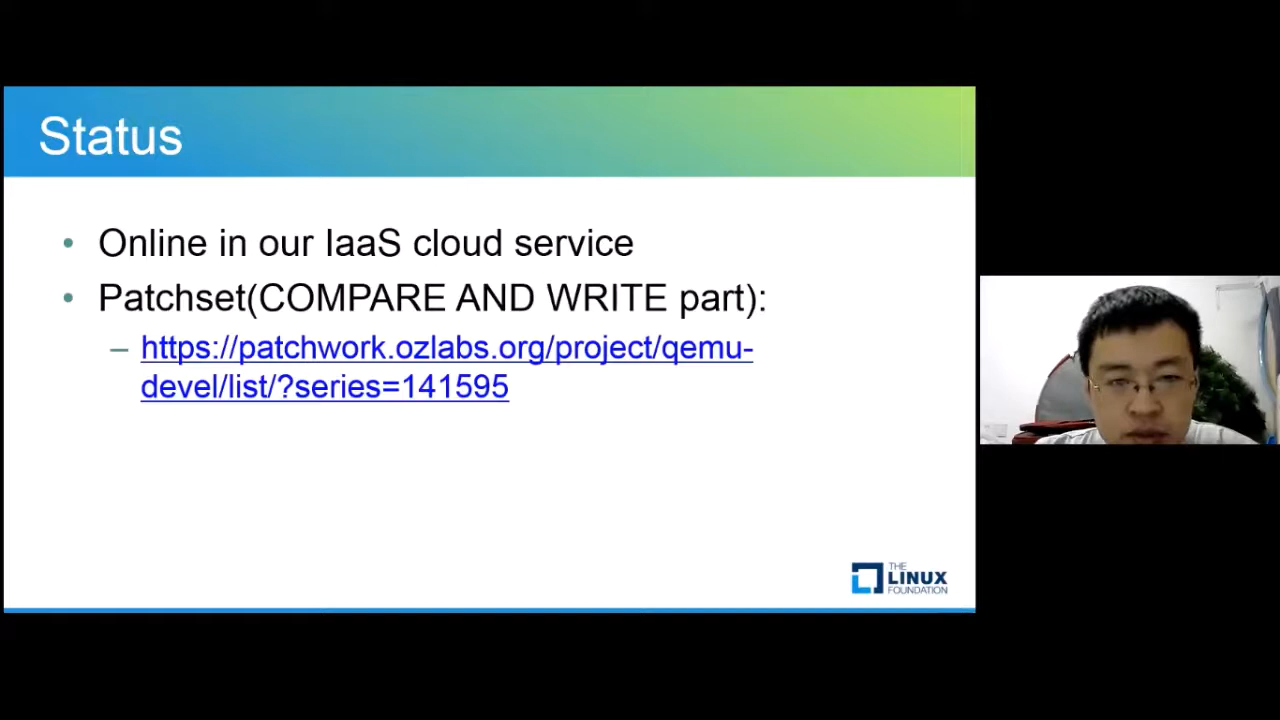 Status
• Online in our IaaS cloud service
• Patchset(COMPARE AND WRITE part):
– https://patchwork.ozlabs.org/project/qemu-
devel/list/?series=141595
THE
LINUX
FOUNDATION